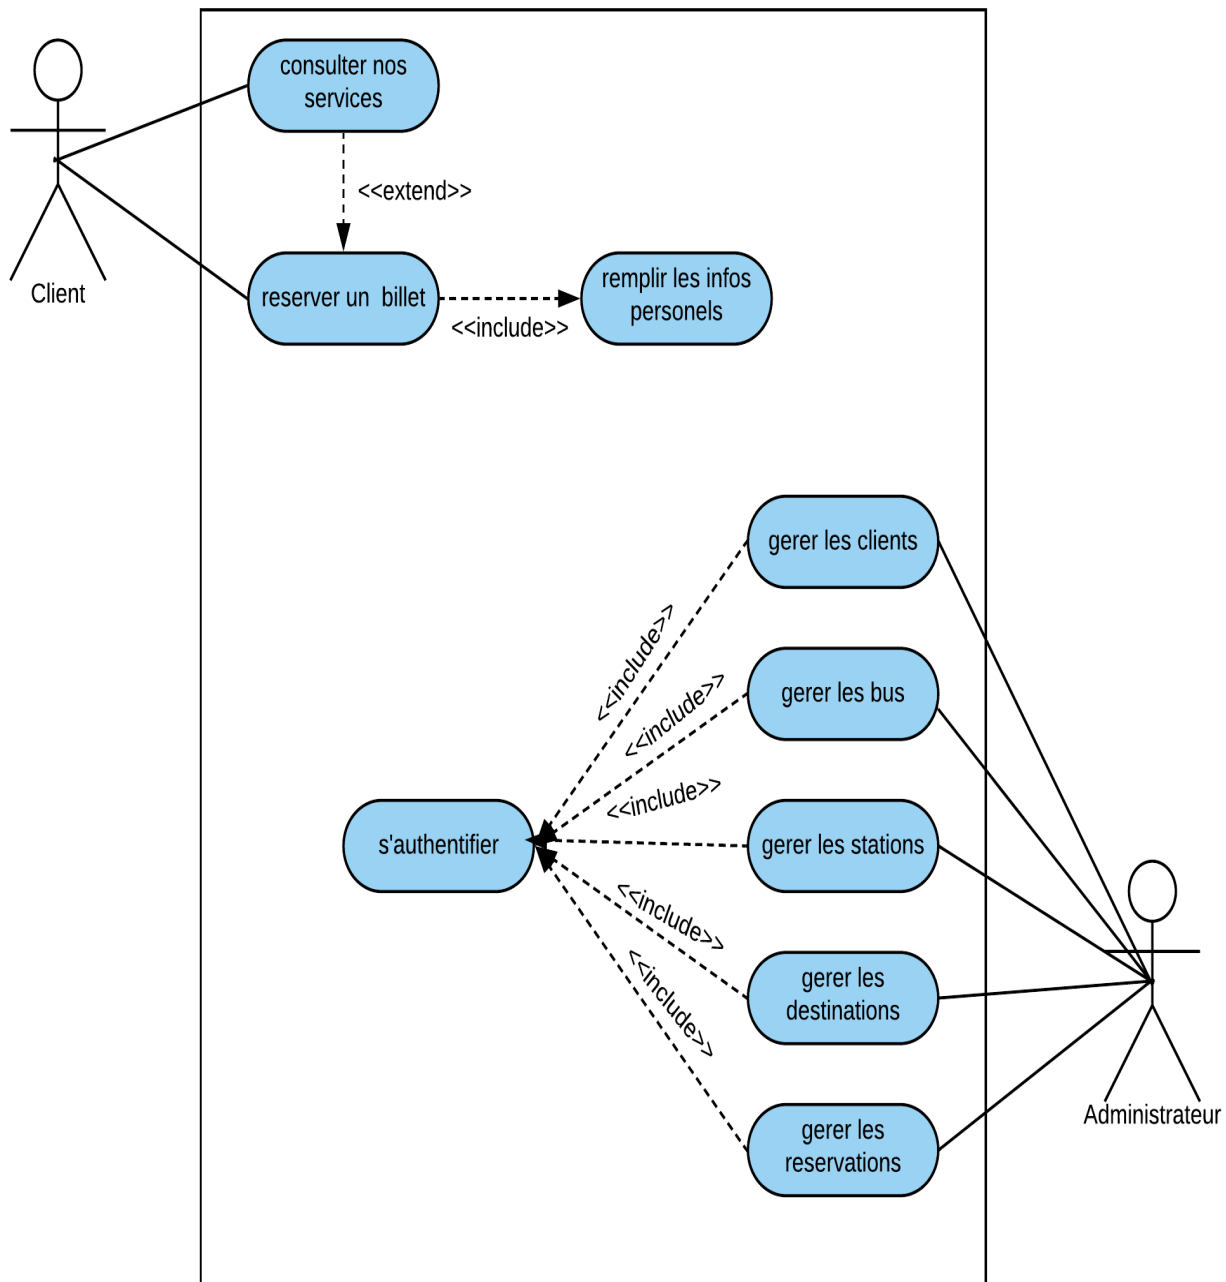 consulter nos
services
<<extend>>
Client
reserver un  billet
<<include>>
remplir les infos
personels
gerer les clients
<<include>>
gerer les bus
<<include>>
<<include>>
s'authentifier
gerer les stations
<<include>>
gerer les
destinations
<<include>>
Administrateur
gerer les
reservations